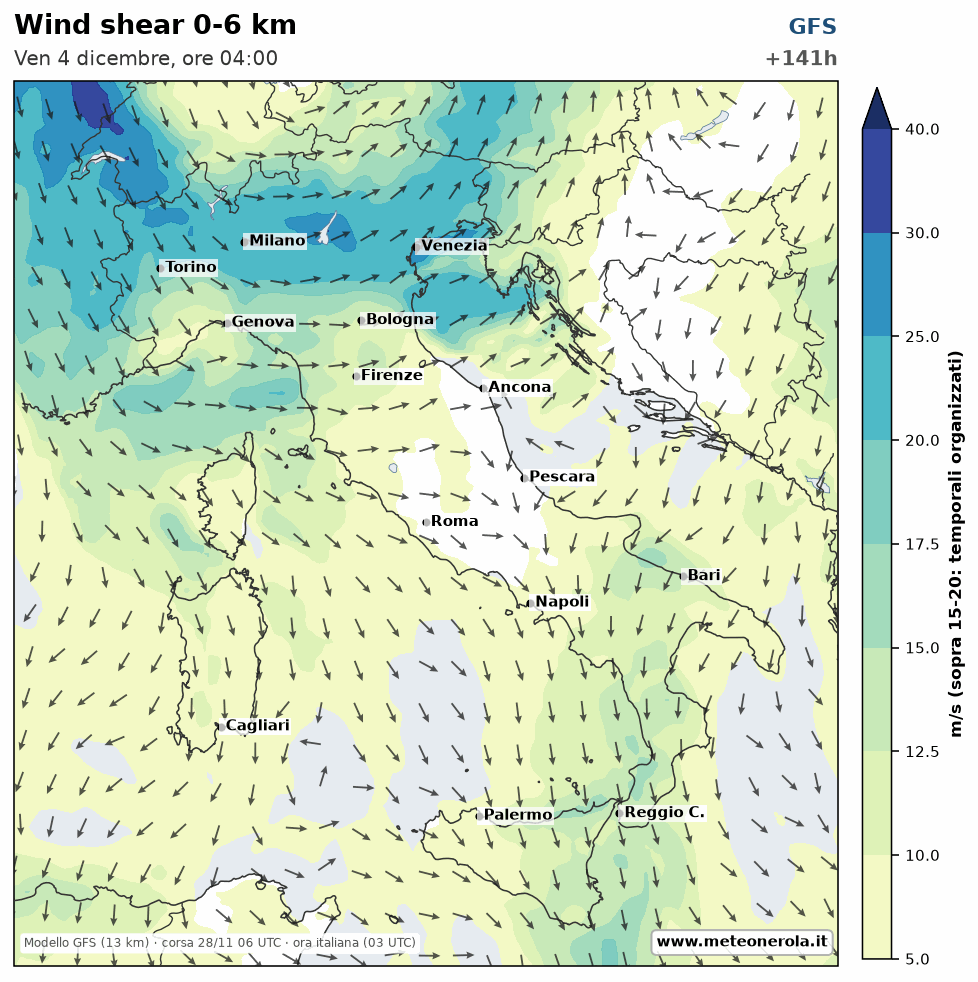 Wind shear 0-6 km
GFS
Ven 4 dicembre, ore 04:00
+141h
Milano
Venezia
Torino
Genova
Bologna
Firenze
Ancona
Pescara
Roma
Bari
Napoli
Cagliari
Palermo
Reggio C.
Modello GFS (13 km) · corsa 28/11 06 UTC · ora italiana (03 UTC)
www.meteonerola.it
40.0
30.0
25.0
20.0
17.5
15.0
12.5
10.0
5.0
m/s (sopra 15-20: temporali organizzati)